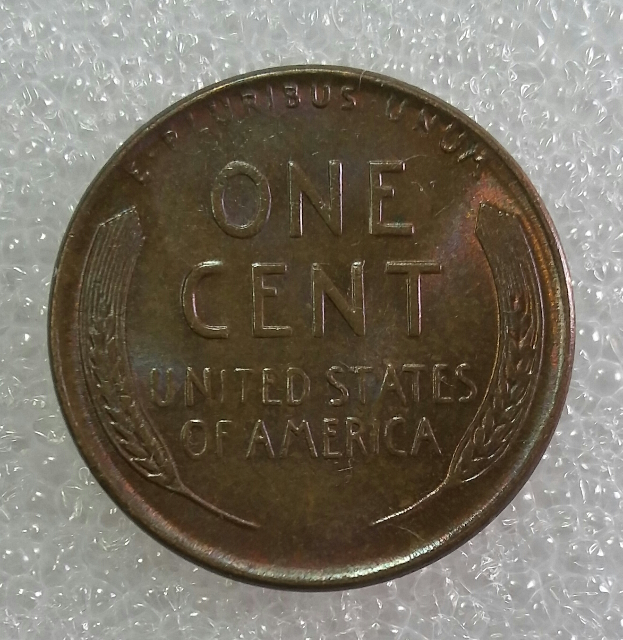 E·PLURIBUS·UNUM
ONE
CENT
UNITED STATES
OF AMERICA